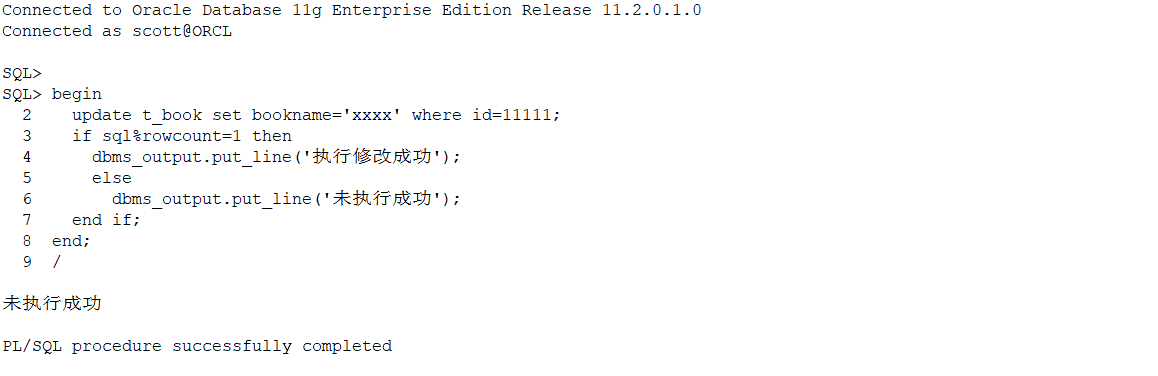 Connected to Oracle Database 11g Enterprise Edition Release 11.2.0.1.0
Connected as scott@ORCL
SQL>
SQL> begin
  2    update t_book set bookname='xxxx' where id=11111;
  3    if sql%rowcount=1 then
  4      dbms_output.put_line('执行修改成功');
  5      else
  6        dbms_output.put_line('未执行成功');
  7    end if;
  8  end;
  9  /
未执行成功
PL/SQL procedure successfully completed